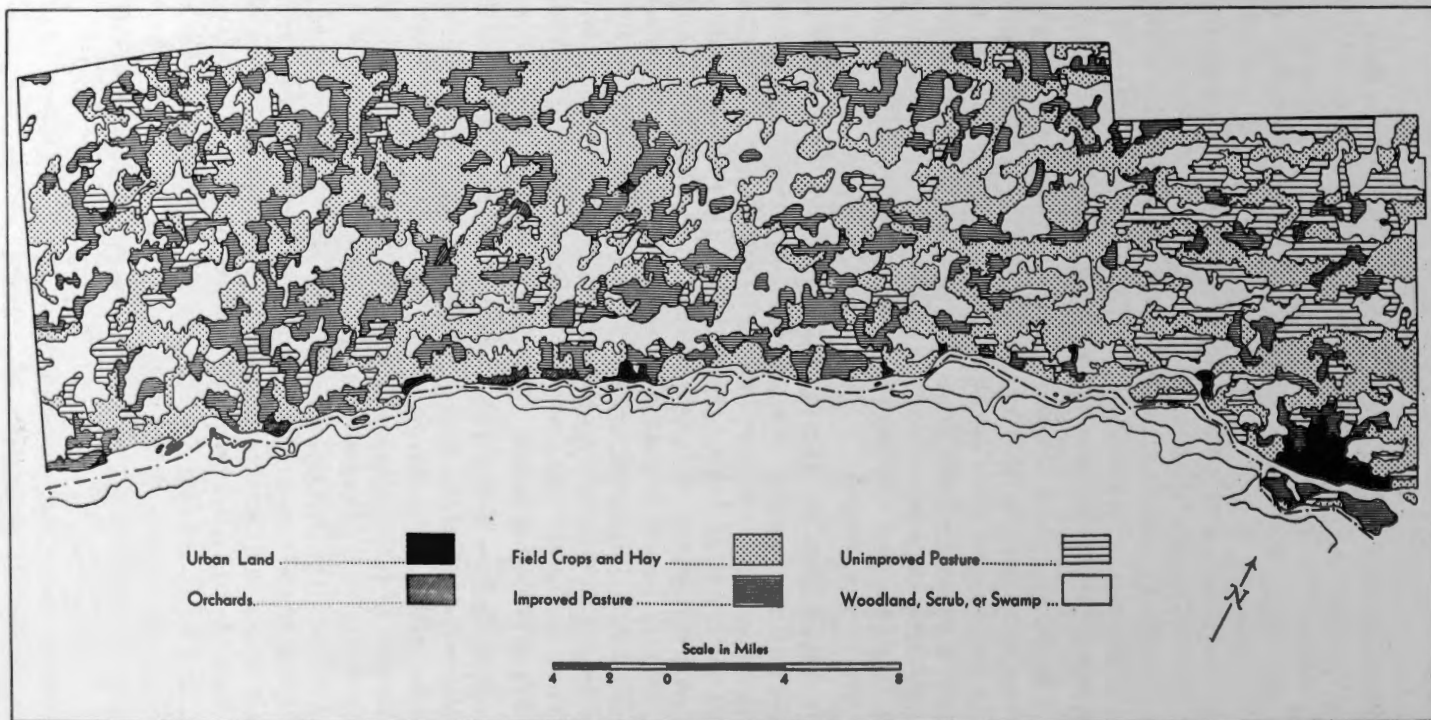 Urban Land .......................... Field Crops and Hay ............ Unimproved Pasture ...............
Orchards ............................... Improved Pasture .................. Woodland, Scrub, or Swamp ...
N
Scale in Miles
4 2 0 4 8